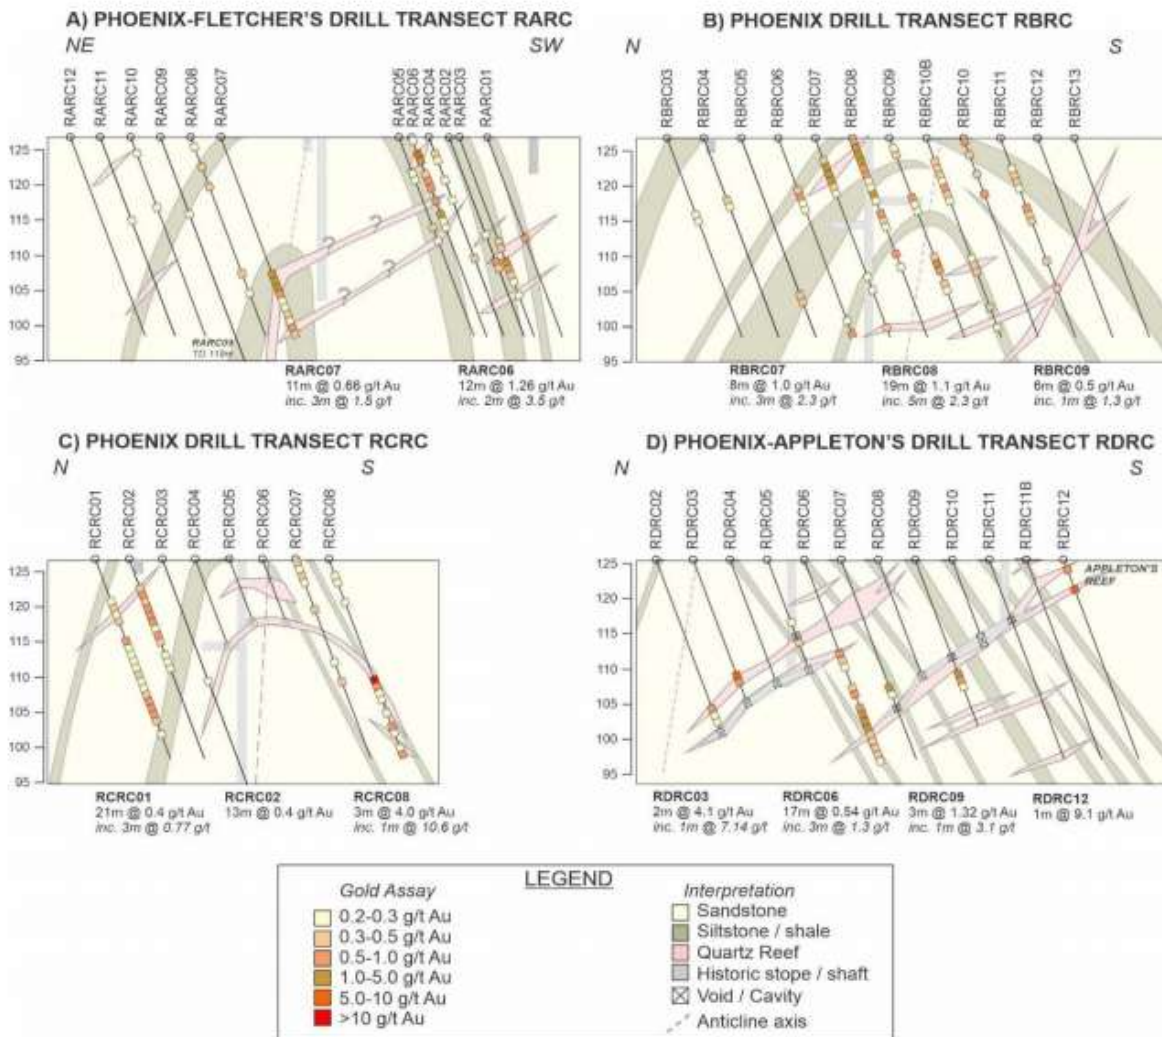 A) PHOENIX-FLETCHER'S DRILL TRANSECT RARC
NE
SW
RARC12
RARC11
RARC10
RARC09
RARC08
RARC07
RARC05
RARC06
RARC04
RARC02
RARC03
RARC01
125
120
115
110
105
100
95
?
?
?
?
TD 119m
RARC07
11m @ 0.66 g/t Au
inc. 3m @ 1.5 g/t
RARC06
12m @ 1.26 g/t Au
inc. 2m @ 3.5 g/t
B) PHOENIX DRILL TRANSECT RBRC
N
S
RBRC03
RBRC04
RBRC05
RBRC06
RBRC07
RBRC08
RBRC09
RBRC10B
RBRC10
RBRC11
RBRC12
RBRC13
125
120
115
110
105
100
95
RBRC07
8m @ 1.0 g/t Au
inc. 3m @ 2.3 g/t
RBRC08
19m @ 1.1 g/t Au
inc. 5m @ 2.3 g/t
RBRC09
6m @ 0.5 g/t Au
inc. 1m @ 1.3 g/t
C) PHOENIX DRILL TRANSECT RCRC
N
S
RCRC01
RCRC02
RCRC03
RCRC04
RCRC05
RCRC06
RCRC07
RCRC08
125
120
115
110
105
100
95
RCRC01
21m @ 0.4 g/t Au
inc. 3m @ 0.77 g/t
RCRC02
13m @ 0.4 g/t Au
RCRC08
3m @ 4.0 g/t Au
inc. 1m @ 10.6 g/t
D) PHOENIX-APPLETON'S DRILL TRANSECT RDRC
N
S
RDRC02
RDRC03
RDRC04
RDRC05
RDRC06
RDRC07
RDRC08
RDRC09
RDRC10
RDRC11
RDRC11B
RDRC12
125
120
115
110
105
100
95
APPLETON'S
REEF
RDRC03
2m @ 4.1 g/t Au
inc. 1m @ 7.14 g/t
RDRC06
17m @ 0.54 g/t Au
inc. 3m @ 1.3 g/t
RDRC09
3m @ 1.32 g/t Au
inc. 1m @ 3.1 g/t
RDRC12
1m @ 9.1 g/t Au
LEGEND
Gold Assay
0.2-0.3 g/t Au
0.3-0.5 g/t Au
0.5-1.0 g/t Au
1.0-5.0 g/t Au
5.0-10 g/t Au
>10 g/t Au
Interpretation
Sandstone
Siltstone / shale
Quartz Reef
Historic stope / shaft
Void / Cavity
Anticline axis